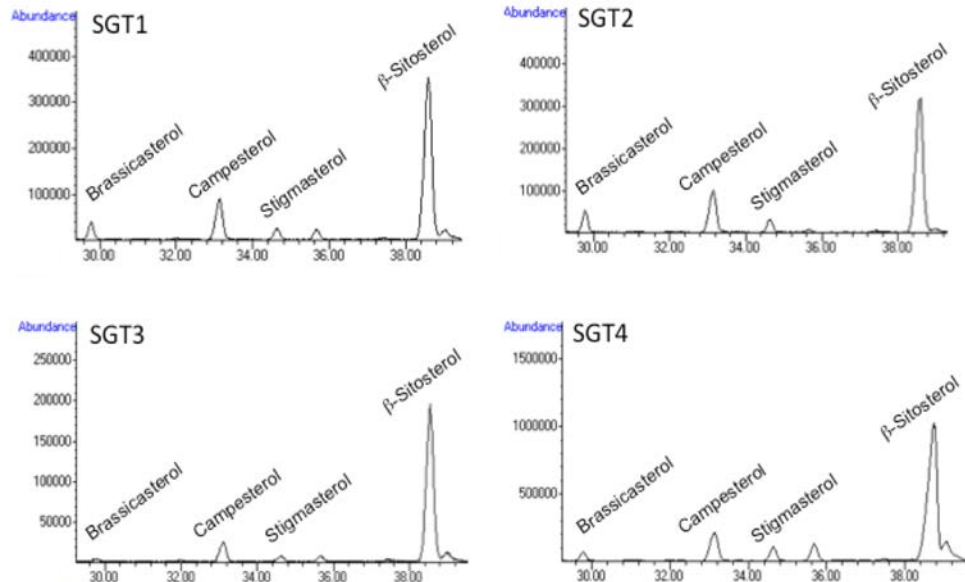 Abundance
SGT1
400000
300000
200000
100000
Brassicasterol
Campesterol
Stigmasterol
β-Sitosterol
30.00 32.00 34.00 36.00 38.00
Abundance
SGT2
400000
300000
200000
100000
Brassicasterol
Campesterol
Stigmasterol
β-Sitosterol
30.00 32.00 34.00 36.00 38.00
Abundance
SGT3
250000
200000
150000
100000
50000
Brassicasterol
Campesterol
Stigmasterol
β-Sitosterol
30.00 32.00 34.00 36.00 38.00
Abundance
SGT4
1500000
1000000
500000
Brassicasterol
Campesterol
Stigmasterol
β-Sitosterol
30.00 32.00 34.00 36.00 38.00